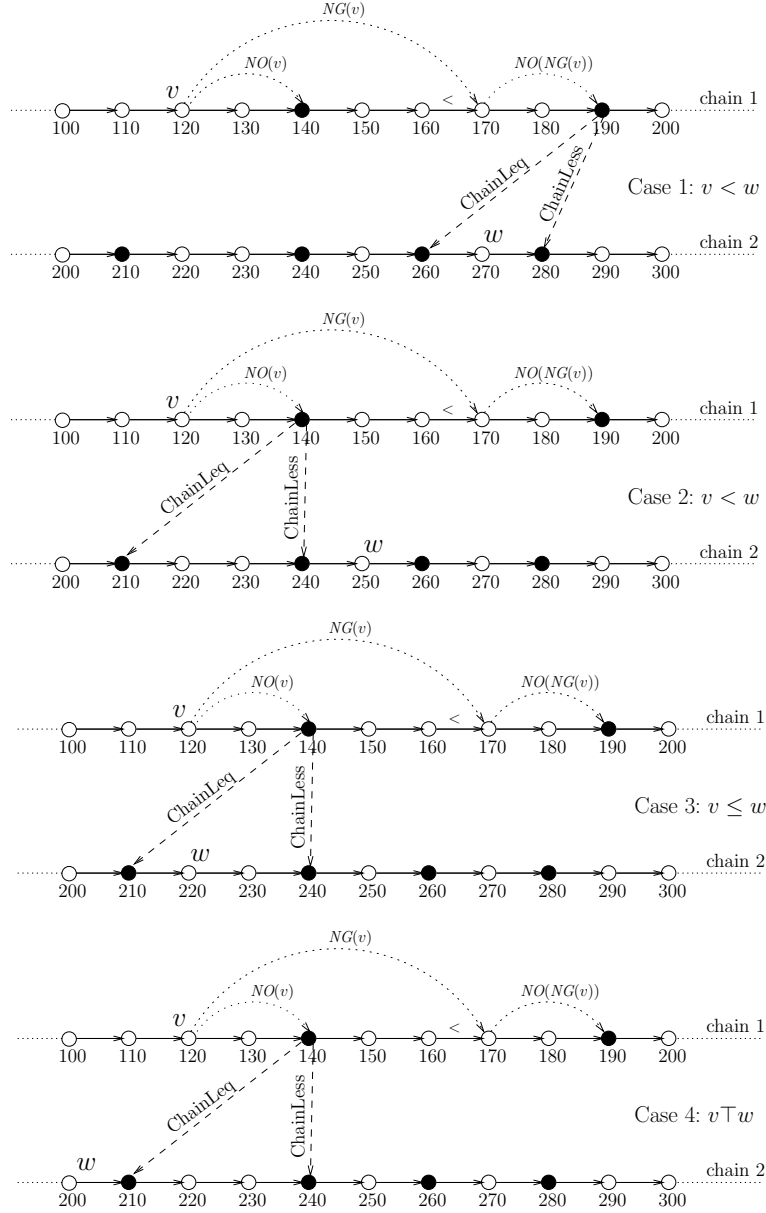 NG(v)
v NO(v) < NO(NG(v)) chain 1
100 110 120 130 140 150 160 170 180 190 200
ChainLeq ChainLess Case 1: v < w
w chain 2
200 210 220 230 240 250 260 270 280 290 300
NG(v)
v NO(v) < NO(NG(v)) chain 1
100 110 120 130 140 150 160 170 180 190 200
ChainLeq ChainLess Case 2: v < w
w chain 2
200 210 220 230 240 250 260 270 280 290 300
NG(v)
v NO(v) < NO(NG(v)) chain 1
100 110 120 130 140 150 160 170 180 190 200
ChainLeq ChainLess Case 3: v ≤ w
w chain 2
200 210 220 230 240 250 260 270 280 290 300
NG(v)
v NO(v) < NO(NG(v)) chain 1
100 110 120 130 140 150 160 170 180 190 200
ChainLeq ChainLess Case 4: v⊤w
w chain 2
200 210 220 230 240 250 260 270 280 290 300